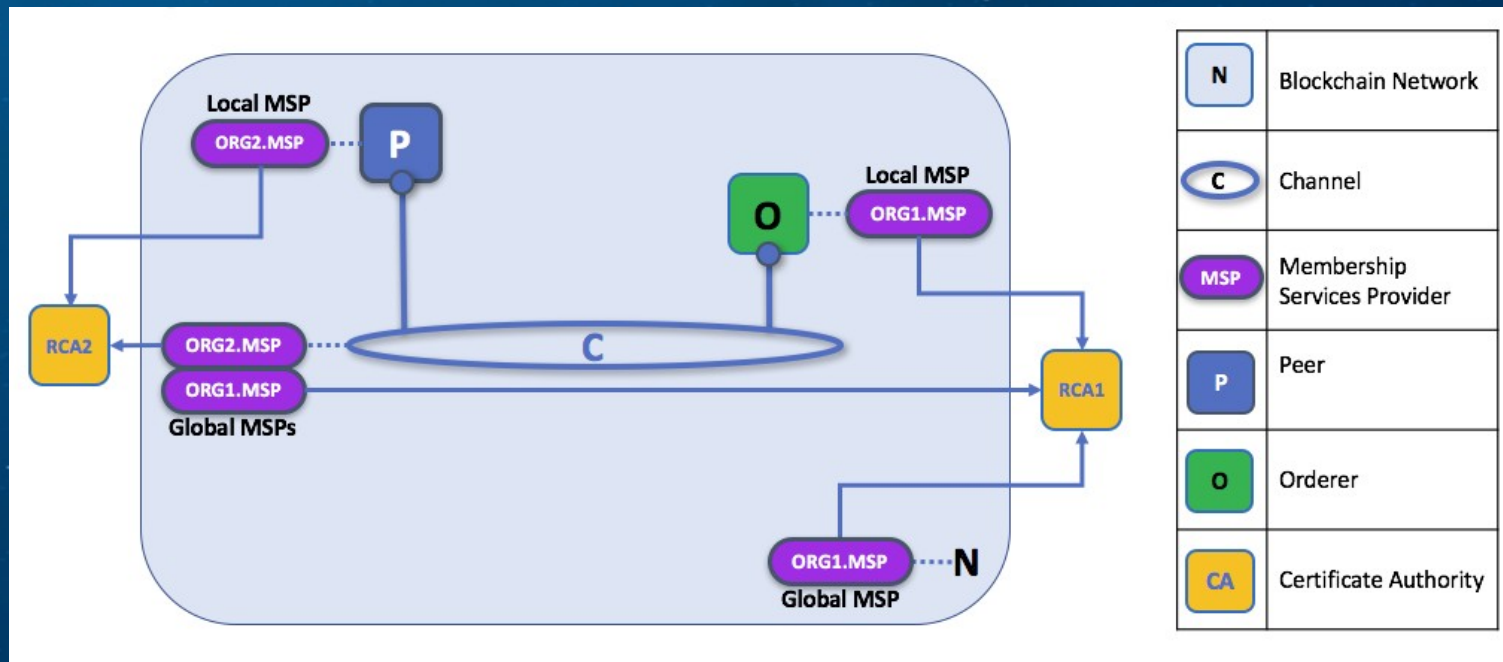 Local MSP
ORG2.MSP
P
Local MSP
O
ORG1.MSP
RCA2
ORG2.MSP
C
ORG1.MSP
RCA1
Global MSPs
ORG1.MSP
N
Global MSP
N
Blockchain Network
C
Channel
MSP
Membership
Services Provider
P
Peer
O
Orderer
CA
Certificate Authority